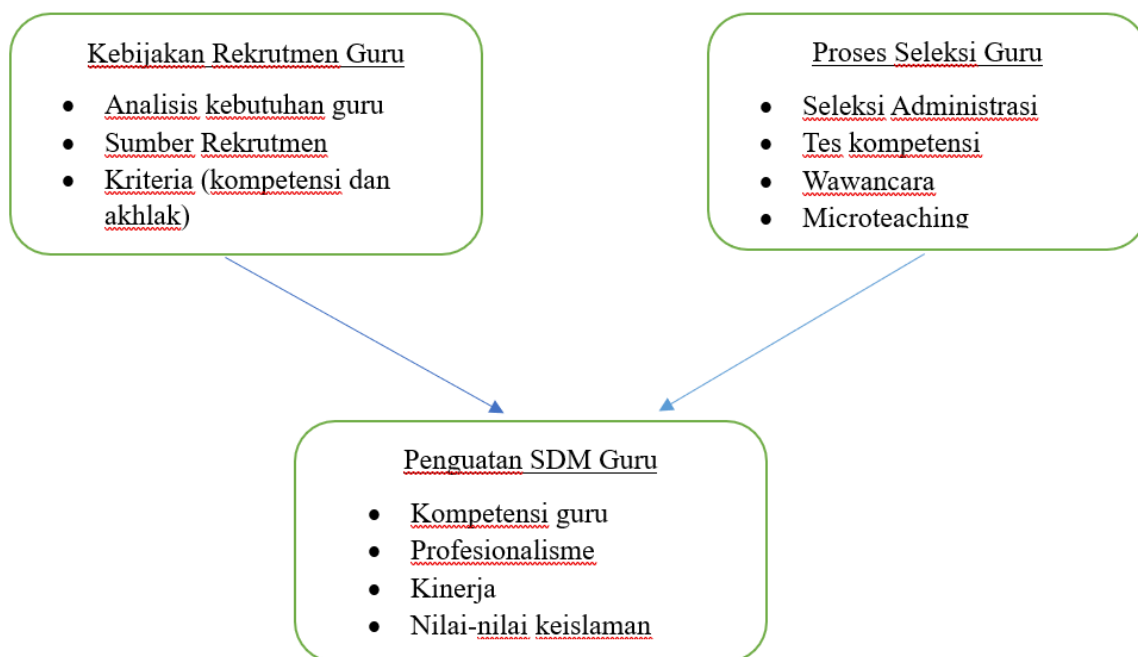 Kebijakan Rekrutmen Guru
• Analisis kebutuhan guru
• Sumber Rekrutmen
• Kriteria (kompetensi dan
akhlak)
Proses Seleksi Guru
• Seleksi Administrasi
• Tes kompetensi
• Wawancara
• Microteaching
Penguatan SDM Guru
• Kompetensi guru
• Profesionalisme
• Kinerja
• Nilai-nilai keislaman